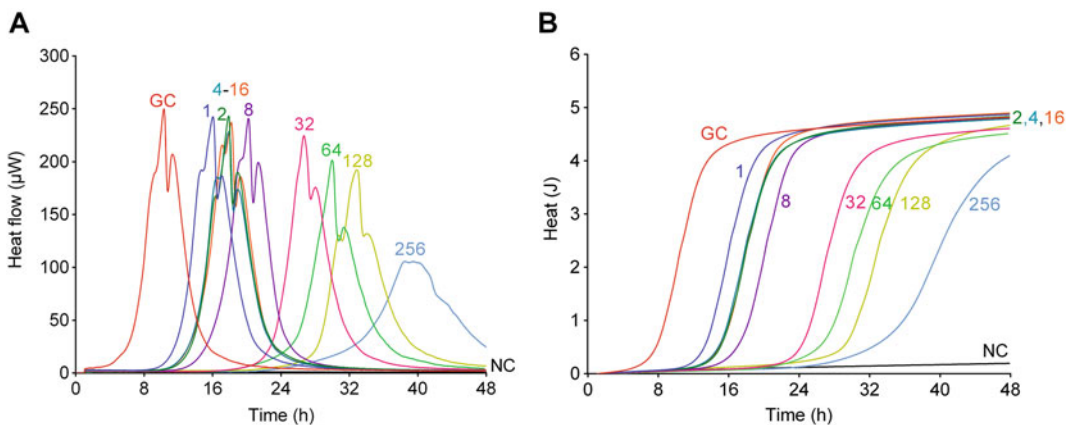 A
300
250
200
150
100
50
0
Heat flow (µW)
GC
1
4-16
2
8
32
64
128
256
NC
0 8 16 24 32 40 48
Time (h)
B
6
5
4
3
2
1
0
Heat (J)
GC
1
2,4,16
8
32
64
128
256
NC
0 8 16 24 32 40 48
Time (h)